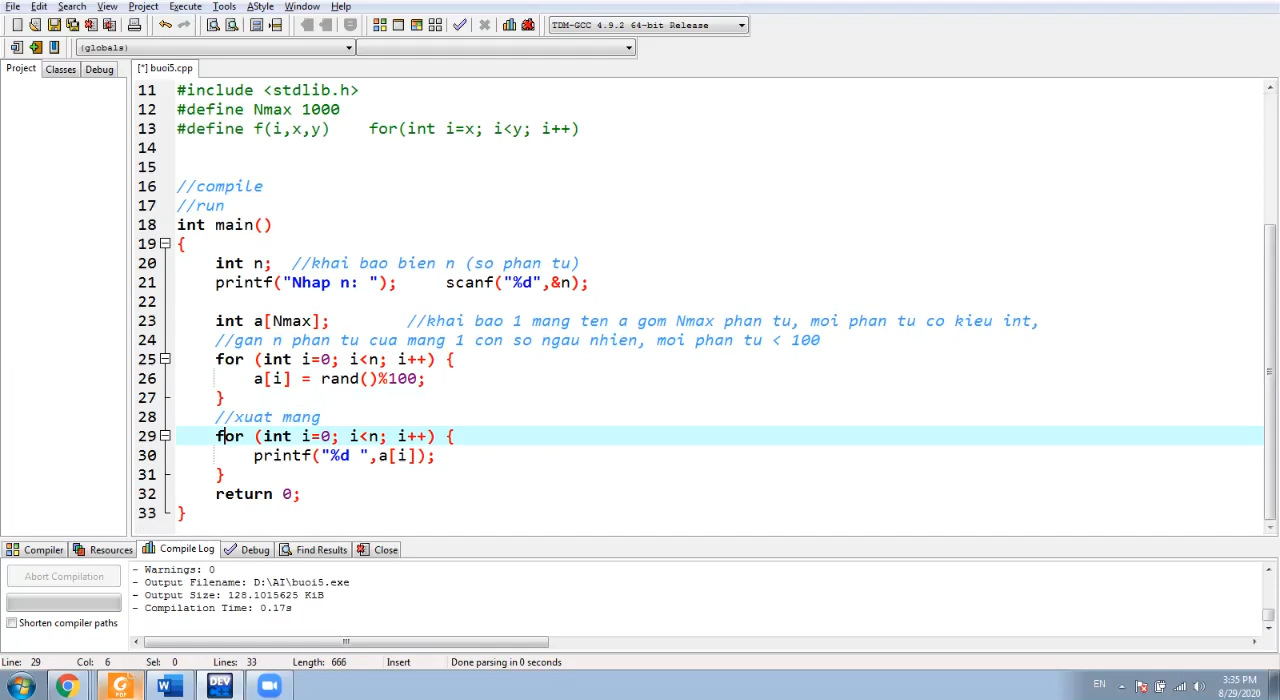 File Edit Search View Project Execute Tools AStyle Window Help
TDM-GCC 4.9.2 64-bit Release
(globals)
Project Classes Debug [*] buoi5.cpp
11 #include <stdlib.h>
12 #define Nmax 1000
13 #define f(i,x,y)    for(int i=x; i<y; i++)
14
15
16 //compile
17 //run
18 int main()
19 {
20     int n;  //khai bao bien n (so phan tu)
21     printf("Nhap n: ");     scanf("%d",&n);
22
23     int a[Nmax];        //khai bao 1 mang ten a gom Nmax phan tu, moi phan tu co kieu int,
24     //gan n phan tu cua mang 1 con so ngau nhien, moi phan tu < 100
25     for (int i=0; i<n; i++) {
26         a[i] = rand()%100;
27     }
28     //xuat mang
29     for (int i=0; i<n; i++) {
30         printf("%d ",a[i]);
31     }
32     return 0;
33 }
Compiler Resources Compile Log Debug Find Results Close
Abort Compilation
Shorten compiler paths
- Warnings: 0
- Output Filename: D:\AI\buoi5.exe
- Output Size: 128.1015625 KiB
- Compilation Time: 0.17s
Line: 29 Col: 6 Sel: 0 Lines: 33 Length: 666 Insert Done parsing in 0 seconds
PDF W DEV C++ EN 3:35 PM
8/29/2020